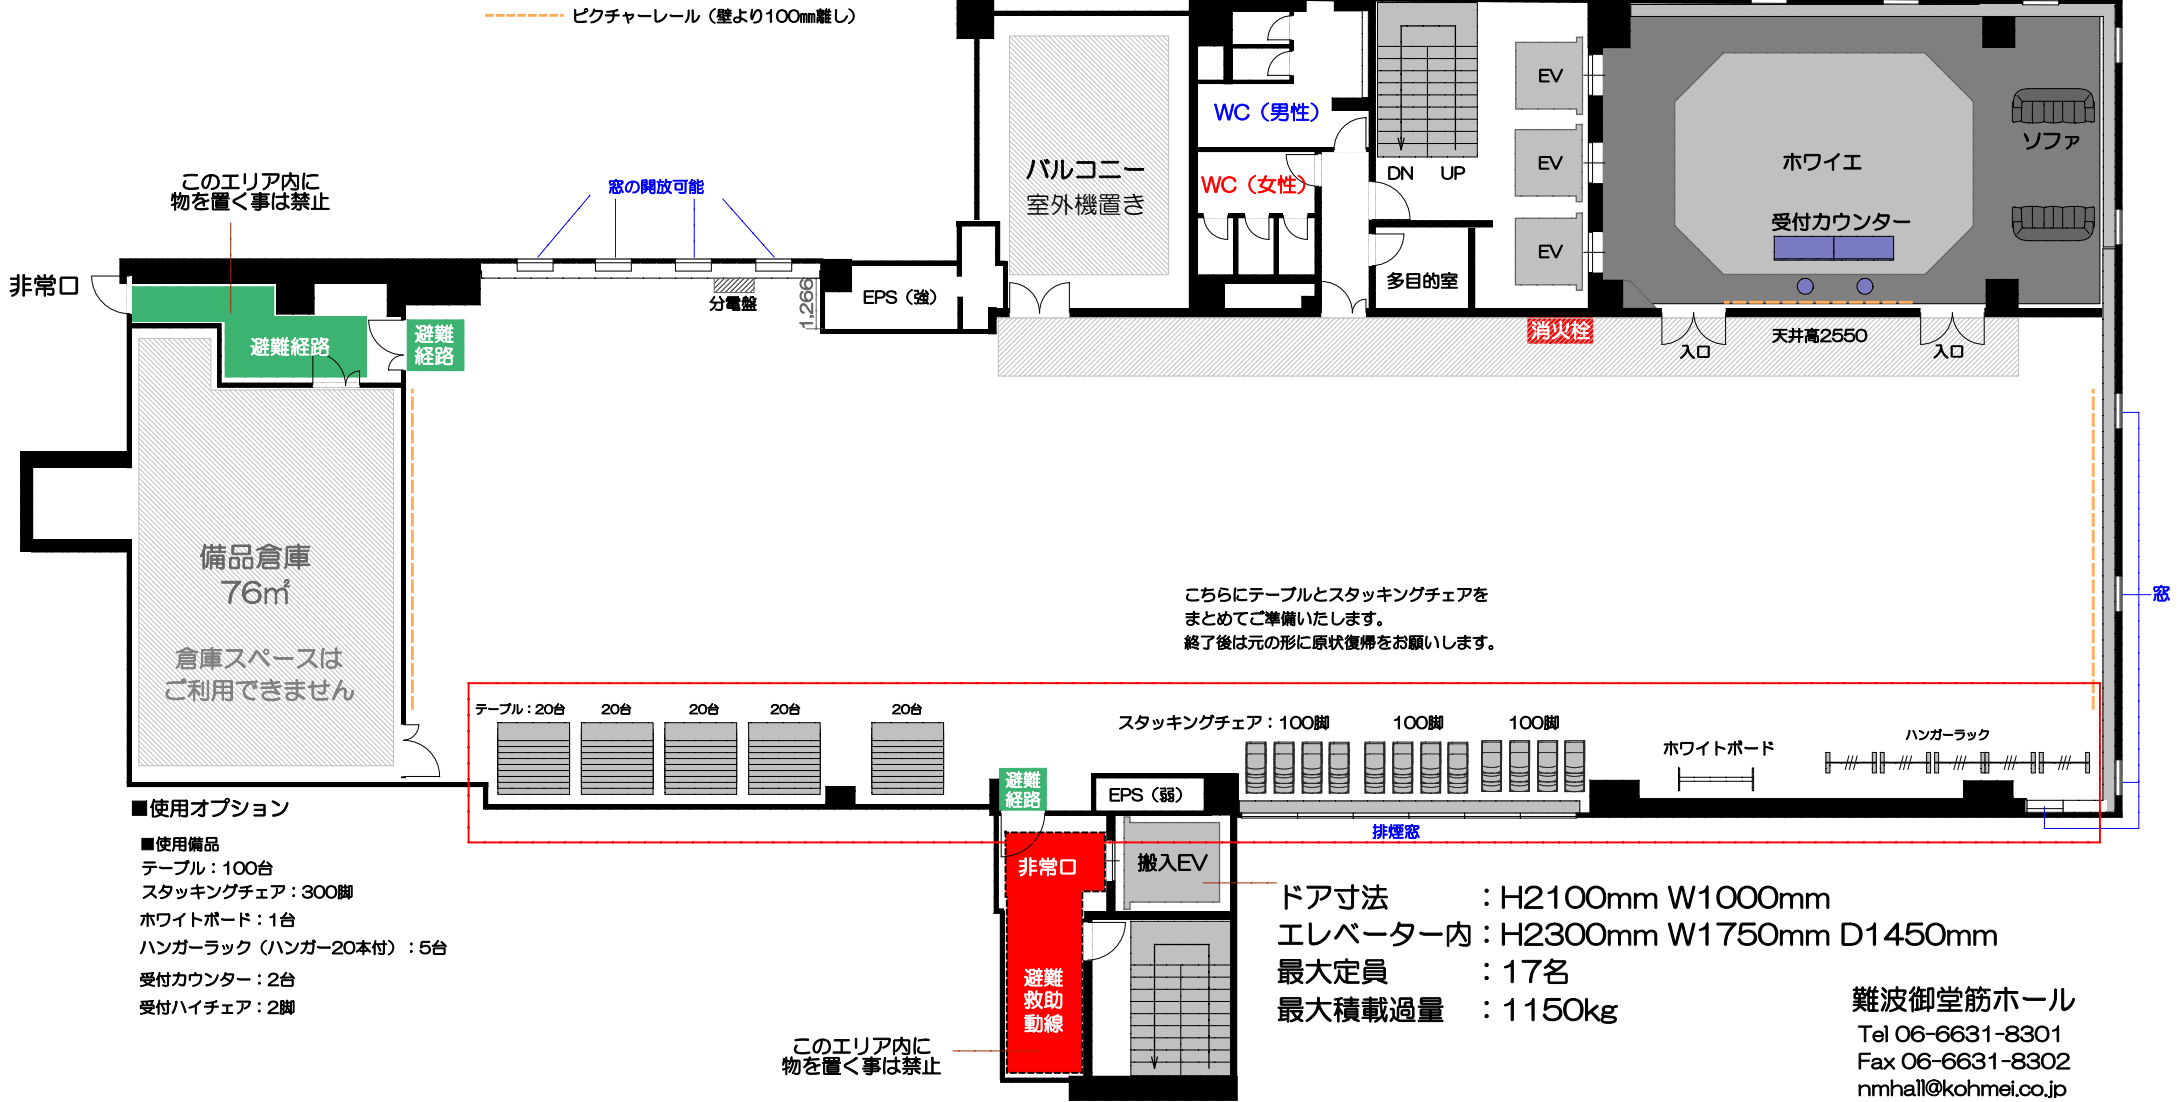 ピクチャーレール（壁より100mm離し）
WC（男性）
WC（女性）
バルコニー
室外機置き
DN UP
EV
EV
EV
ホワイエ
ソファ
受付カウンター
このエリア内に
物を置く事は禁止
窓の開放可能
非常口
避難経路
避難
経路
分電盤
1,266
EPS（強）
多目的室
消火栓
入口
天井高2550
入口
備品倉庫
76㎡
倉庫スペースは
ご利用できません
こちらにテーブルとスタッキングチェアを
まとめてご準備いたします。
終了後は元の形に原状復帰をお願いします。
窓
テーブル：20台
20台
20台
20台
20台
スタッキングチェア：100脚
100脚
100脚
ホワイトボード
ハンガーラック
避難
経路
EPS（弱）
排煙窓
非常口
搬入EV
避難
救助
動線
このエリア内に
物を置く事は禁止
■使用オプション
■使用備品
テーブル：100台
スタッキングチェア：300脚
ホワイトボード：1台
ハンガーラック（ハンガー20本付）：5台
受付カウンター：2台
受付ハイチェア：2脚
ドア寸法 ：H2100mm W1000mm
エレベーター内：H2300mm W1750mm D1450mm
最大定員 ：17名
最大積載過量 ：1150kg
難波御堂筋ホール
Tel 06-6631-8301
Fax 06-6631-8302
nmhall@kohmei.co.jp